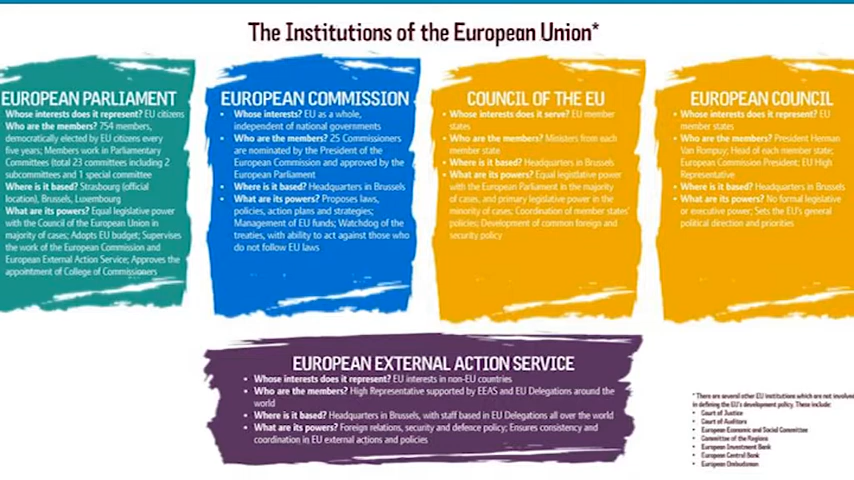 The Institutions of the European Union*
EUROPEAN PARLIAMENT
Whose interests does it represent? EU citizens
Who are the members? 754 members,
democratically elected by EU citizens every
five years; Members work in Parliamentary
Committees (total 23 committees including 2
subcommittees and 1 special committee
Where is it based? Strasbourg (official
location), Brussels, Luxembourg
What are its powers? Equal legislative power
with the Council of the European Union in
majority of cases; Adopts EU budget; Supervises
the work of the European Commission and
European External Action Service; Approves the
appointment of College of Commissioners
EUROPEAN COMMISSION
• Whose interests? EU as a whole,
independent of national governments
• Who are the members? 25 Commissioners
are nominated by the President of the
European Commission and approved by the
European Parliament
• Where is it based? Headquarters in Brussels
• What are its powers? Proposes laws,
policies, action plans and strategies;
Management of EU funds; Watchdog of the
treaties, with ability to act against those who
do not follow EU laws
COUNCIL OF THE EU
• Whose interests does it serve? EU member
states
• Who are the members? Ministers from each
member state
• Where is it based? Headquarters in Brussels
• What are its powers? Equal legistlative power
with the European Parliament in the majority
of cases, and primary legislative power in the
minority of cases; Coordination of member states'
policies; Development of common foreign and
security policy
EUROPEAN COUNCIL
• Whose interests does it represent? EU
member states
• Who are the members? President Herman
Van Rompuy; Head of each member state;
European Commission President; EU High
Representative
• Where is it based? Headquarters in Brussels
• What are its powers? No formal legislative
or executive power; Sets the EU's general
political direction and priorities
EUROPEAN EXTERNAL ACTION SERVICE
• Whose interests does it represent? EU interests in non-EU countries
• Who are the members? High Representative supported by EEAS and EU Delegations around the
world
• Where is it based? Headquarters in Brussels, with staff based in EU Delegations all over the world
• What are its powers? Foreign relations, security and defence policy; Ensures consistency and
coordination in EU external actions and policies
* There are several other EU institutions which are not involved
in defining the EU's development policy. These include:
• Court of Justice
• Court of Auditors
• European Economic and Social Committee
• Committee of the Regions
• European Investment Bank
• European Central Bank
• European Ombudsman